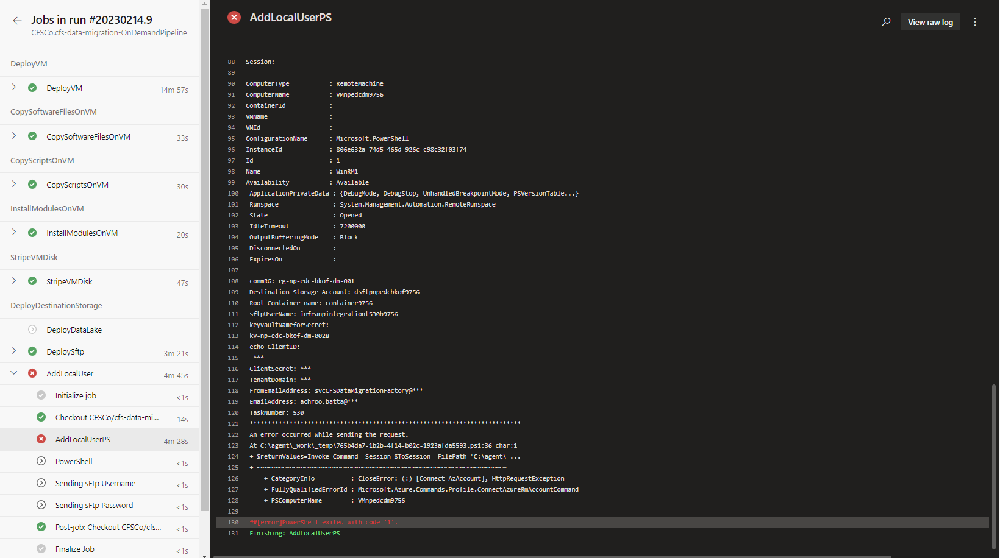 Jobs in run #20230214.9
CFSCo.cfs-data-migration-OnDemandPipeline
DeployVM
DeployVM 14m 57s
CopySoftwareFilesOnVM
CopySoftwareFilesOnVM 33s
CopyScriptsOnVM
CopyScriptsOnVM 30s
InstallModulesOnVM
InstallModulesOnVM 20s
StripeVMDisk
StripeVMDisk 47s
DeployDestinationStorage
DeployDataLake
DeploySftp 3m 21s
AddLocalUser 4m 45s
Initialize job <1s
Checkout CFSCo/cfs-data-mi... 14s
AddLocalUserPS 4m 28s
PowerShell <1s
Sending sFtp Username <1s
Sending sFtp Password <1s
Post-job: Checkout CFSCo/cfs... <1s
Finalize Job <1s
AddLocalUserPS
View raw log
88 Session:
89
90 ComputerType : RemoteMachine
91 ComputerName : VMnpedcdm9756
92 ContainerId :
93 VMName :
94 VMId :
95 ConfigurationName : Microsoft.PowerShell
96 InstanceId : 806e632a-74d5-465d-926c-c98c32f03f74
97 Id : 1
98 Name : WinRM1
99 Availability : Available
100 ApplicationPrivateData : {DebugMode, DebugStop, UnhandledBreakpointMode, PSVersionTable...}
101 Runspace : System.Management.Automation.RemoteRunspace
102 State : Opened
103 IdleTimeout : 7200000
104 OutputBufferingMode : Block
105 DisconnectedOn :
106 ExpiresOn :
107
108 commRG: rg-np-edc-bkof-dm-001
109 Destination Storage Account: dsftpnpedcbkof9756
110 Root Container name: container9756
111 sftpUserName: infranpintegrationt530b9756
112 keyVaultNameforSecret:
113 kv-np-edc-bkof-dm-0028
114 echo ClientID:
115 ***
116 ClientSecret: ***
117 TenantDomain: ***
118 FromEmailAddress: svcCFSDataMigrationFactory@***
119 EmailAddress: achroo.batta@***
120 TaskNumber: 530
121 ***************************************************************************
122 An error occurred while sending the request.
123 At C:\agent\_work\_temp\765b4da7-1b2b-4f14-b02c-1923afda5593.ps1:36 char:1
124 + $returnValues=Invoke-Command -Session $ToSession -FilePath "C:\agent\ ...
125 + ~~~~~~~~~~~~~~~~~~~~~~~~~~~~~~~~~~~~~~~~~~~~~~~~~~~~~~~~~~~~~~~~~~~~~
126 + CategoryInfo : CloseError: (:) [Connect-AzAccount], HttpRequestException
127 + FullyQualifiedErrorId : Microsoft.Azure.Commands.Profile.ConnectAzureRmAccountCommand
128 + PSComputerName : VMnpedcdm9756
129
130 ##[error]PowerShell exited with code '1'.
131 Finishing: AddLocalUserPS